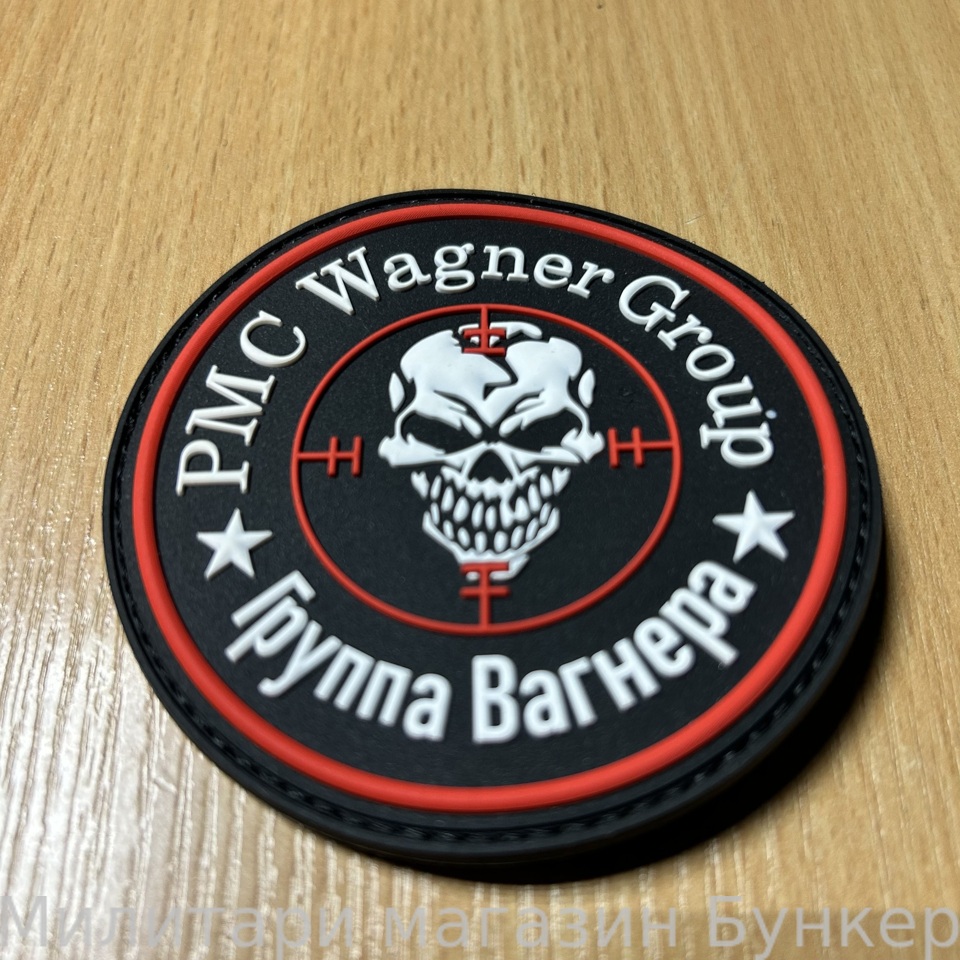 PMC Wagner Group
Группа Вагнера
Милитари магазин Бункер